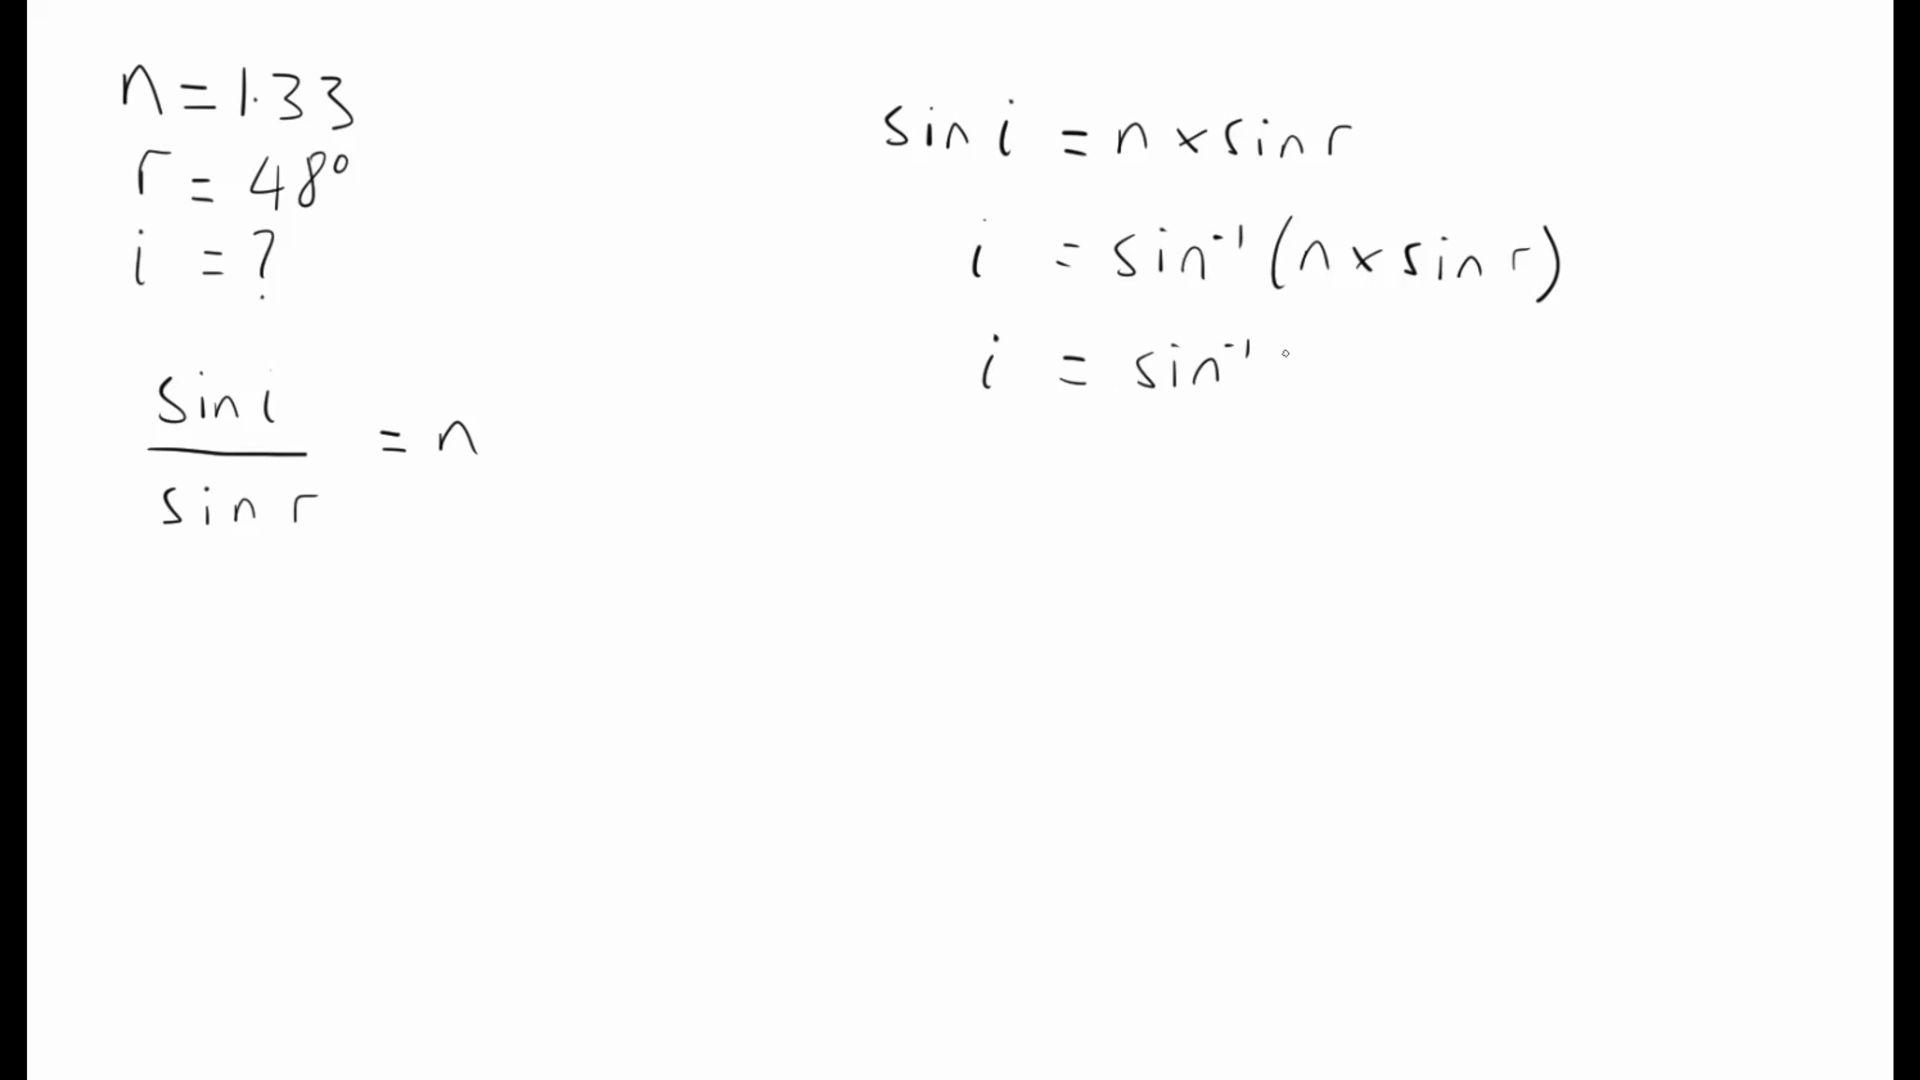 n = 1.33
r = 48°
i = ?
sin i
sin r
= n
sin i = n × sin r
i = sin⁻¹ (n × sin r)
i = sin⁻¹